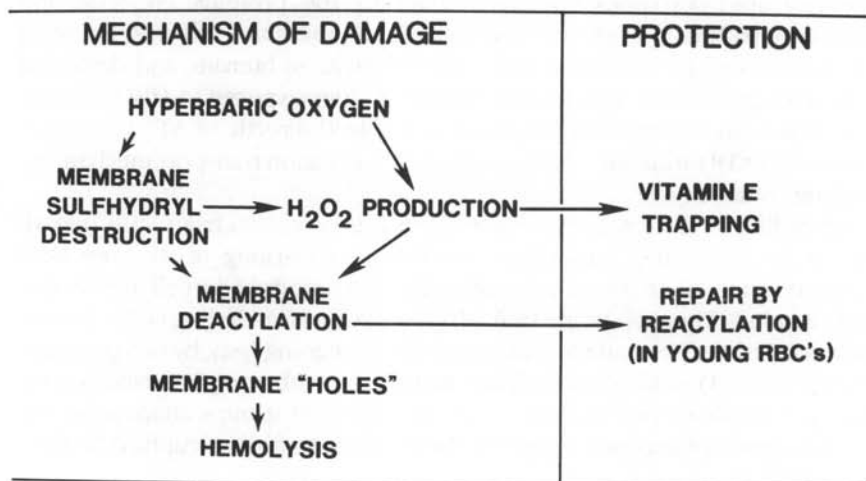 MECHANISM OF DAMAGE
PROTECTION
HYPERBARIC OXYGEN
MEMBRANE
SULFHYDRYL
DESTRUCTION
H₂O₂ PRODUCTION
VITAMIN E
TRAPPING
MEMBRANE
DEACYLATION
REPAIR BY
REACYLATION
(IN YOUNG RBC's)
MEMBRANE "HOLES"
HEMOLYSIS